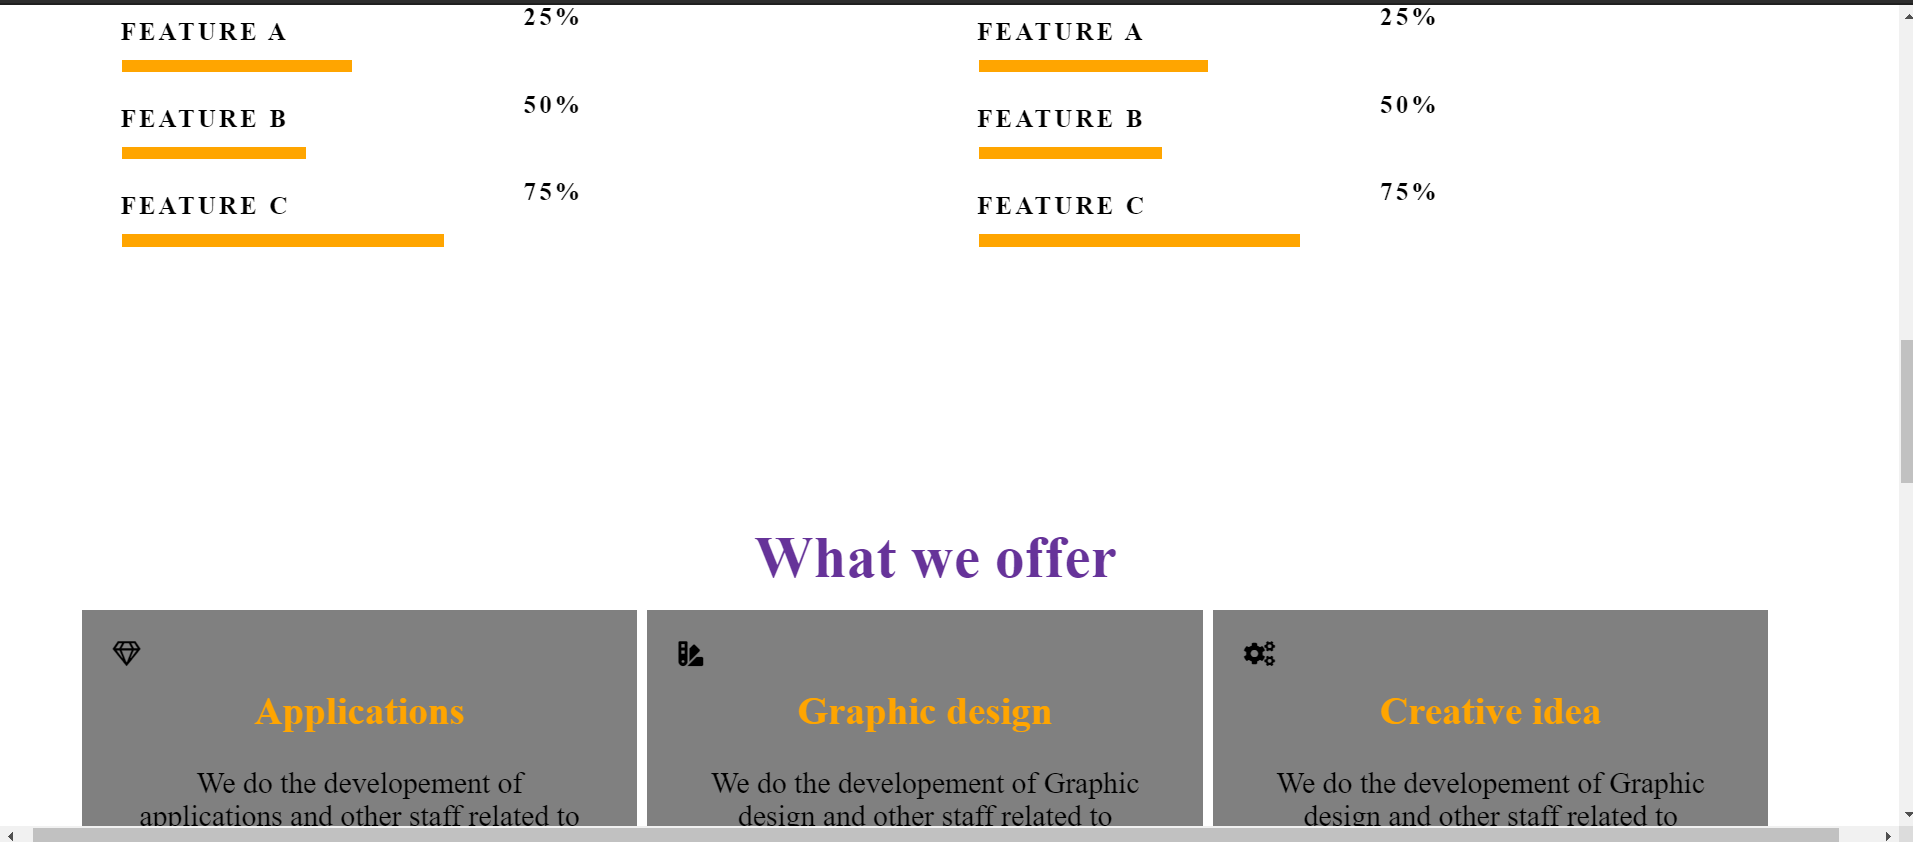 25%
FEATURE A
50%
FEATURE B
75%
FEATURE C
25%
FEATURE A
50%
FEATURE B
75%
FEATURE C
What we offer
Applications
We do the developement of
applications and other staff related to
Graphic design
We do the developement of Graphic
design and other staff related to
Creative idea
We do the developement of Graphic
design and other staff related to